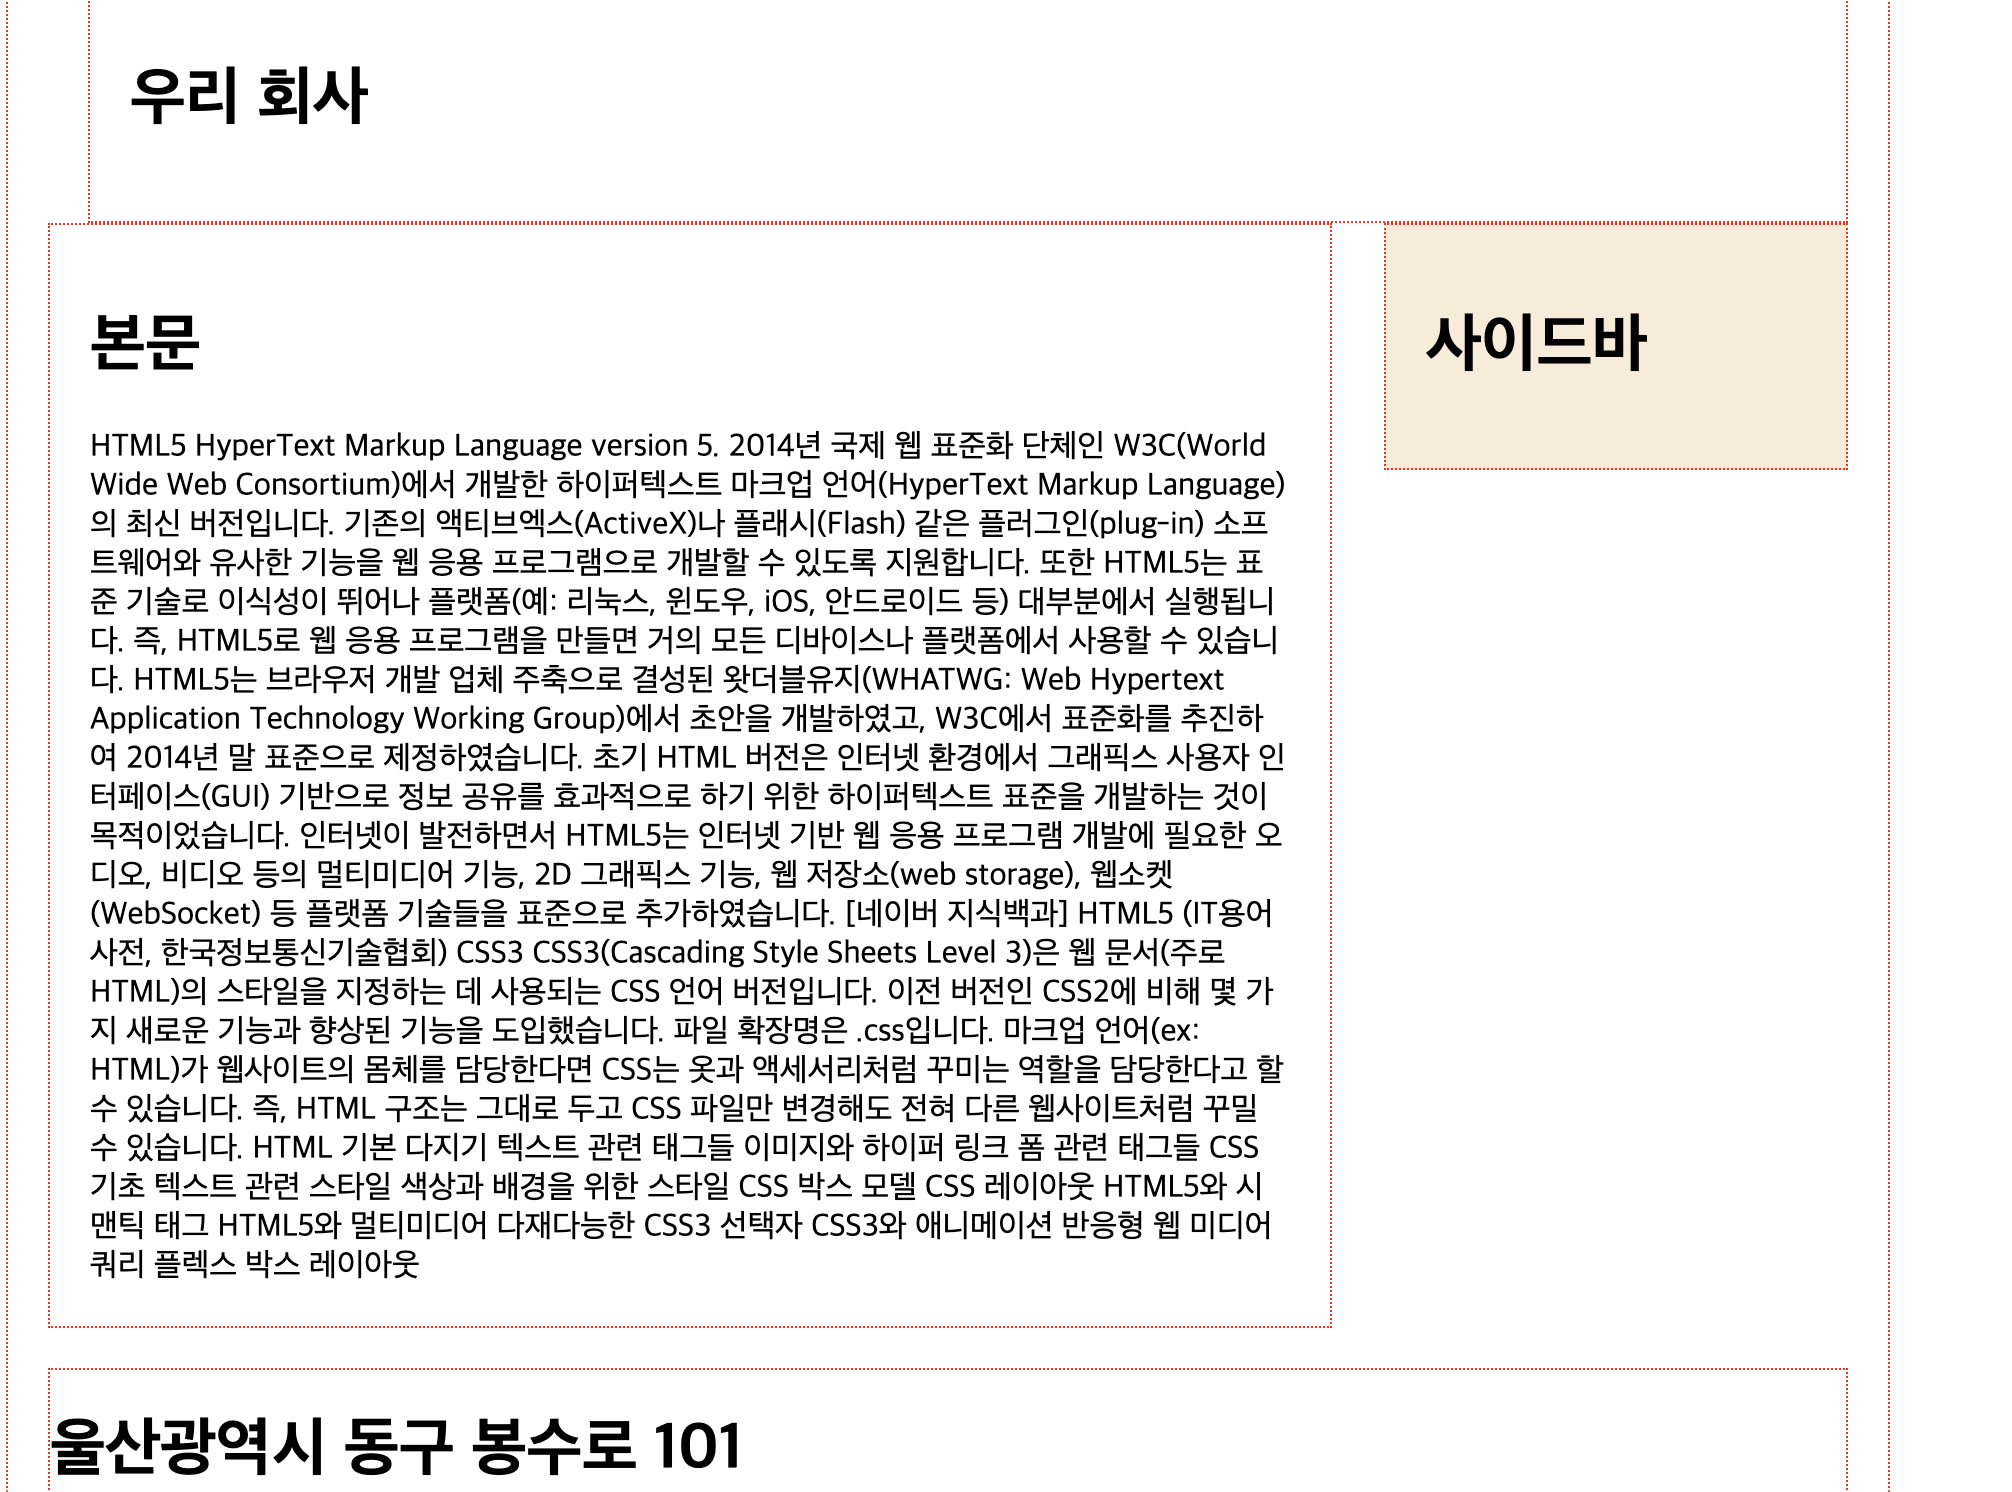 우리 회사
본문
HTML5 HyperText Markup Language version 5. 2014년 국제 웹 표준화 단체인 W3C(World
Wide Web Consortium)에서 개발한 하이퍼텍스트 마크업 언어(HyperText Markup Language)
의 최신 버전입니다. 기존의 액티브엑스(ActiveX)나 플래시(Flash) 같은 플러그인(plug-in) 소프
트웨어와 유사한 기능을 웹 응용 프로그램으로 개발할 수 있도록 지원합니다. 또한 HTML5는 표
준 기술로 이식성이 뛰어나 플랫폼(예: 리눅스, 윈도우, iOS, 안드로이드 등) 대부분에서 실행됩니
다. 즉, HTML5로 웹 응용 프로그램을 만들면 거의 모든 디바이스나 플랫폼에서 사용할 수 있습니
다. HTML5는 브라우저 개발 업체 주축으로 결성된 왓더블유지(WHATWG: Web Hypertext
Application Technology Working Group)에서 초안을 개발하였고, W3C에서 표준화를 추진하
여 2014년 말 표준으로 제정하였습니다. 초기 HTML 버전은 인터넷 환경에서 그래픽스 사용자 인
터페이스(GUI) 기반으로 정보 공유를 효과적으로 하기 위한 하이퍼텍스트 표준을 개발하는 것이
목적이었습니다. 인터넷이 발전하면서 HTML5는 인터넷 기반 웹 응용 프로그램 개발에 필요한 오
디오, 비디오 등의 멀티미디어 기능, 2D 그래픽스 기능, 웹 저장소(web storage), 웹소켓
(WebSocket) 등 플랫폼 기술들을 표준으로 추가하였습니다. [네이버 지식백과] HTML5 (IT용어
사전, 한국정보통신기술협회) CSS3 CSS3(Cascading Style Sheets Level 3)은 웹 문서(주로
HTML)의 스타일을 지정하는 데 사용되는 CSS 언어 버전입니다. 이전 버전인 CSS2에 비해 몇 가
지 새로운 기능과 향상된 기능을 도입했습니다. 파일 확장명은 .css입니다. 마크업 언어(ex:
HTML)가 웹사이트의 몸체를 담당한다면 CSS는 옷과 액세서리처럼 꾸미는 역할을 담당한다고 할
수 있습니다. 즉, HTML 구조는 그대로 두고 CSS 파일만 변경해도 전혀 다른 웹사이트처럼 꾸밀
수 있습니다. HTML 기본 다지기 텍스트 관련 태그들 이미지와 하이퍼 링크 폼 관련 태그들 CSS
기초 텍스트 관련 스타일 색상과 배경을 위한 스타일 CSS 박스 모델 CSS 레이아웃 HTML5와 시
맨틱 태그 HTML5와 멀티미디어 다재다능한 CSS3 선택자 CSS3와 애니메이션 반응형 웹 미디어
쿼리 플렉스 박스 레이아웃
사이드바
울산광역시 동구 봉수로 101